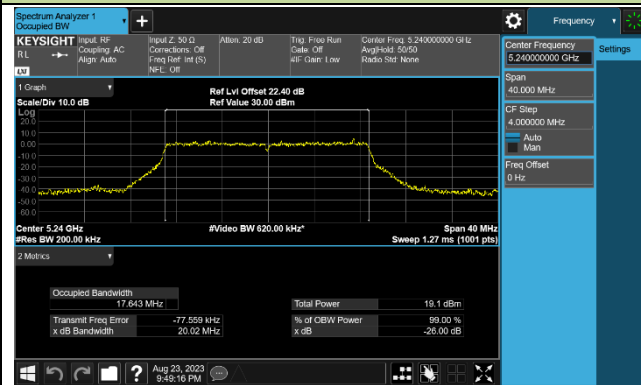 Spectrum Analyzer 1
Occupied BW
Frequency
KEYSIGHT
RL
LXI
Input: RF
Coupling: AC
Align: Auto
Input Z: 50 Ω
Corrections: Off
Freq Ref: Int (S)
NFE: Off
Atten: 20 dB
Trig: Free Run
Gate: Off
#IF Gain: Low
Center Freq: 5.240000000 GHz
Avg|Hold: 50/50
Radio Std: None
Center Frequency
5.240000000 GHz
Settings
Span
40.000 MHz
CF Step
4.000000 MHz
Auto
Man
Freq Offset
0 Hz
1 Graph
Scale/Div 10.0 dB
Ref Lvl Offset 22.40 dB
Ref Value 30.00 dBm
Log
20.0
10.0
0.00
-10.0
-20.0
-30.0
-40.0
-50.0
-60.0
Center 5.24 GHz
#Res BW 200.00 kHz
#Video BW 620.00 kHz*
Span 40 MHz
Sweep 1.27 ms (1001 pts)
2 Metrics
Occupied Bandwidth
17.643 MHz
Total Power 19.1 dBm
Transmit Freq Error -77.559 kHz
% of OBW Power 99.00 %
x dB Bandwidth 20.02 MHz
x dB -26.00 dB
?
Aug 23, 2023
9:49:16 PM